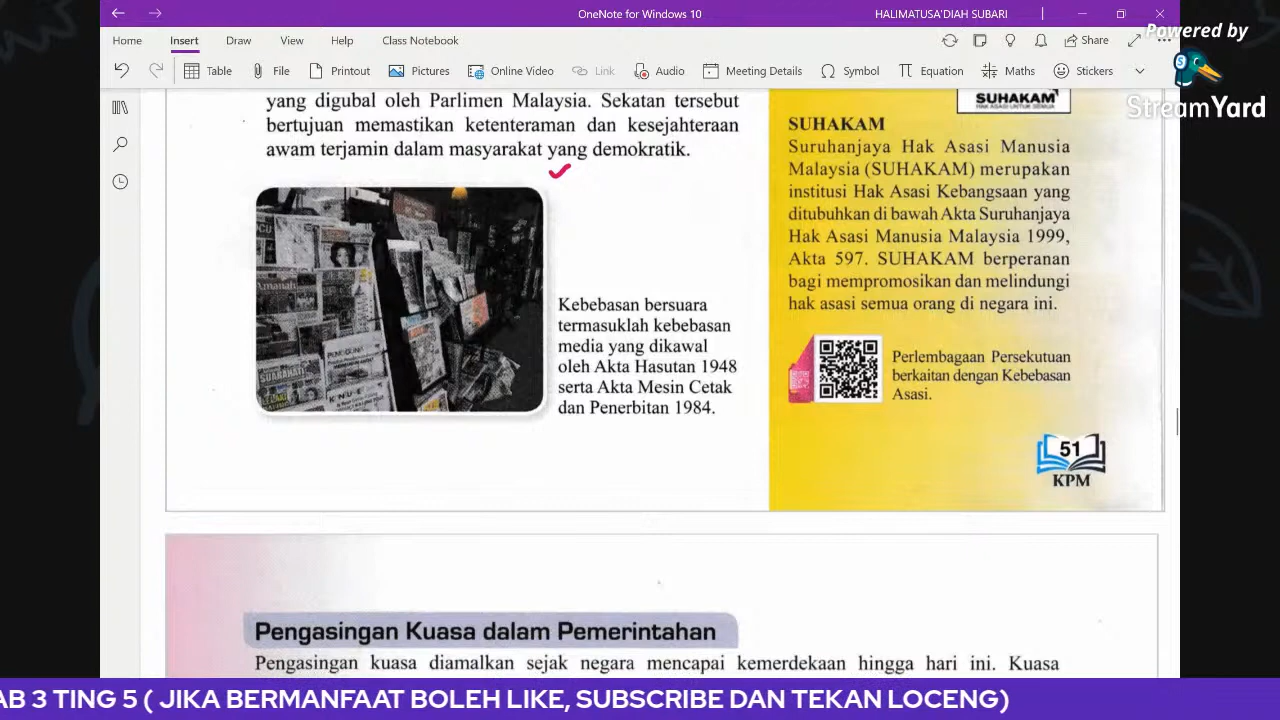 OneNote for Windows 10
HALIMATUSA'DIAH SUBARI
Powered by
StreamYard
Home Insert Draw View Help Class Notebook
Share
Table File Printout Pictures Online Video Link Audio Meeting Details Symbol Equation Maths Stickers
yang digubal oleh Parlimen Malaysia. Sekatan tersebut
bertujuan memastikan ketenteraman dan kesejahteraan
awam terjamin dalam masyarakat yang demokratik.
Kebebasan bersuara
termasuklah kebebasan
media yang dikawal
oleh Akta Hasutan 1948
serta Akta Mesin Cetak
dan Penerbitan 1984.
SUHAKAM
HAK ASASI UNTUK SEMUA
SUHAKAM
Suruhanjaya Hak Asasi Manusia
Malaysia (SUHAKAM) merupakan
institusi Hak Asasi Kebangsaan yang
ditubuhkan di bawah Akta Suruhanjaya
Hak Asasi Manusia Malaysia 1999,
Akta 597. SUHAKAM berperanan
bagi mempromosikan dan melindungi
hak asasi semua orang di negara ini.
Perlembagaan Persekutuan
berkaitan dengan Kebebasan
Asasi.
51
KPM
Pengasingan Kuasa dalam Pemerintahan
Pengasingan kuasa diamalkan sejak negara mencapai kemerdekaan hingga hari ini. Kuasa
AB 3 TING 5 ( JIKA BERMANFAAT BOLEH LIKE, SUBSCRIBE DAN TEKAN LOCENG)